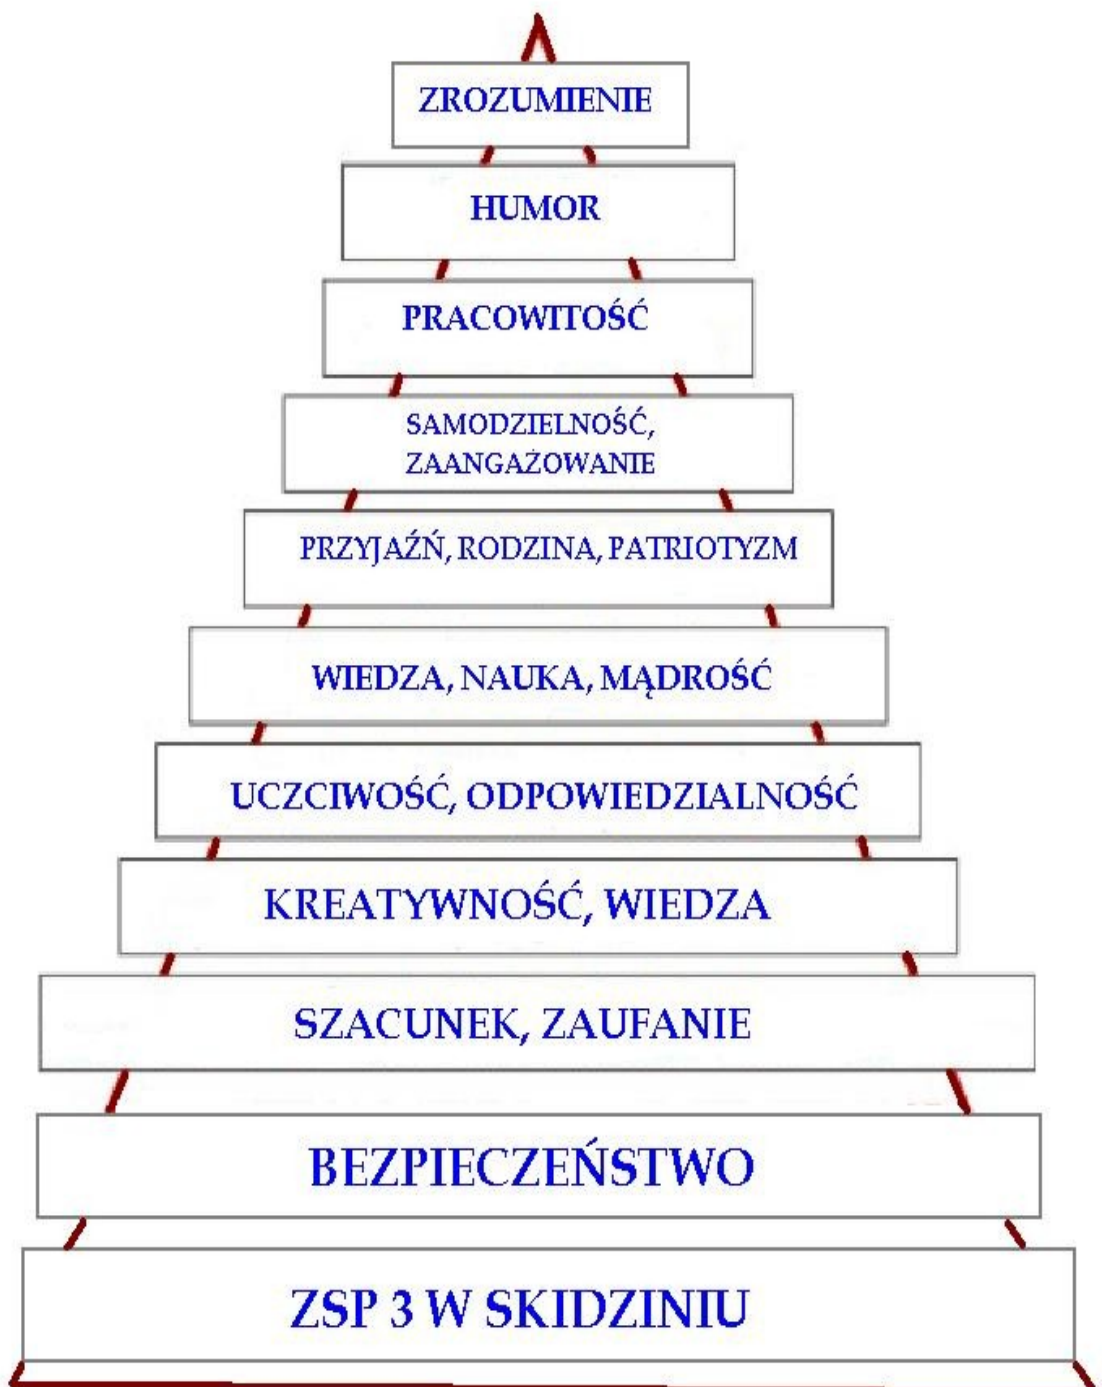 ZROZUMIENIE
HUMOR
PRACOWITOŚĆ
SAMODZIELNOŚĆ,
ZAANGAŻOWANIE
PRZYJAŹŃ, RODZINA, PATRIOTYZM
WIEDZA, NAUKA, MĄDROŚĆ
UCZCIWOŚĆ, ODPOWIEDZIALNOŚĆ
KREATYWNOŚĆ, WIEDZA
SZACUNEK, ZAUFANIE
BEZPIECZEŃSTWO
ZSP 3 W SKIDZINIU